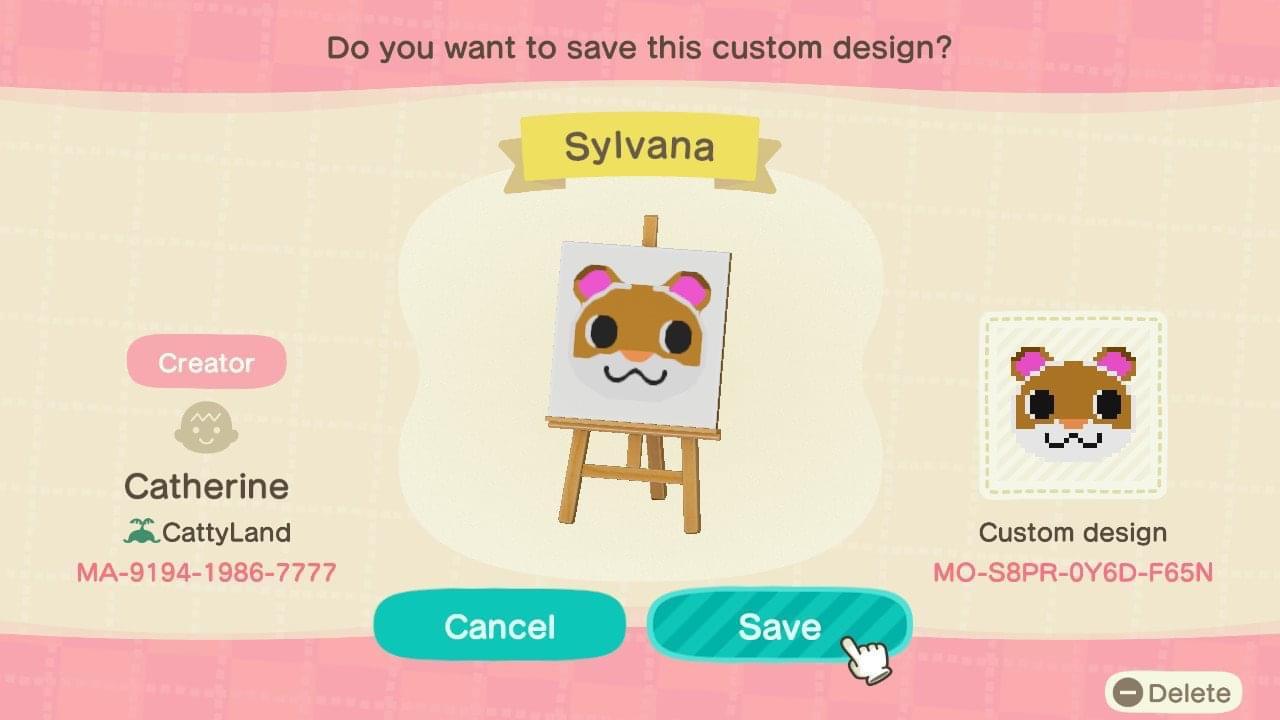 Do you want to save this custom design?
Sylvana
Creator
Catherine
CattyLand
MA-9194-1986-7777
Custom design
MO-S8PR-0Y6D-F65N
Cancel
Save
Delete